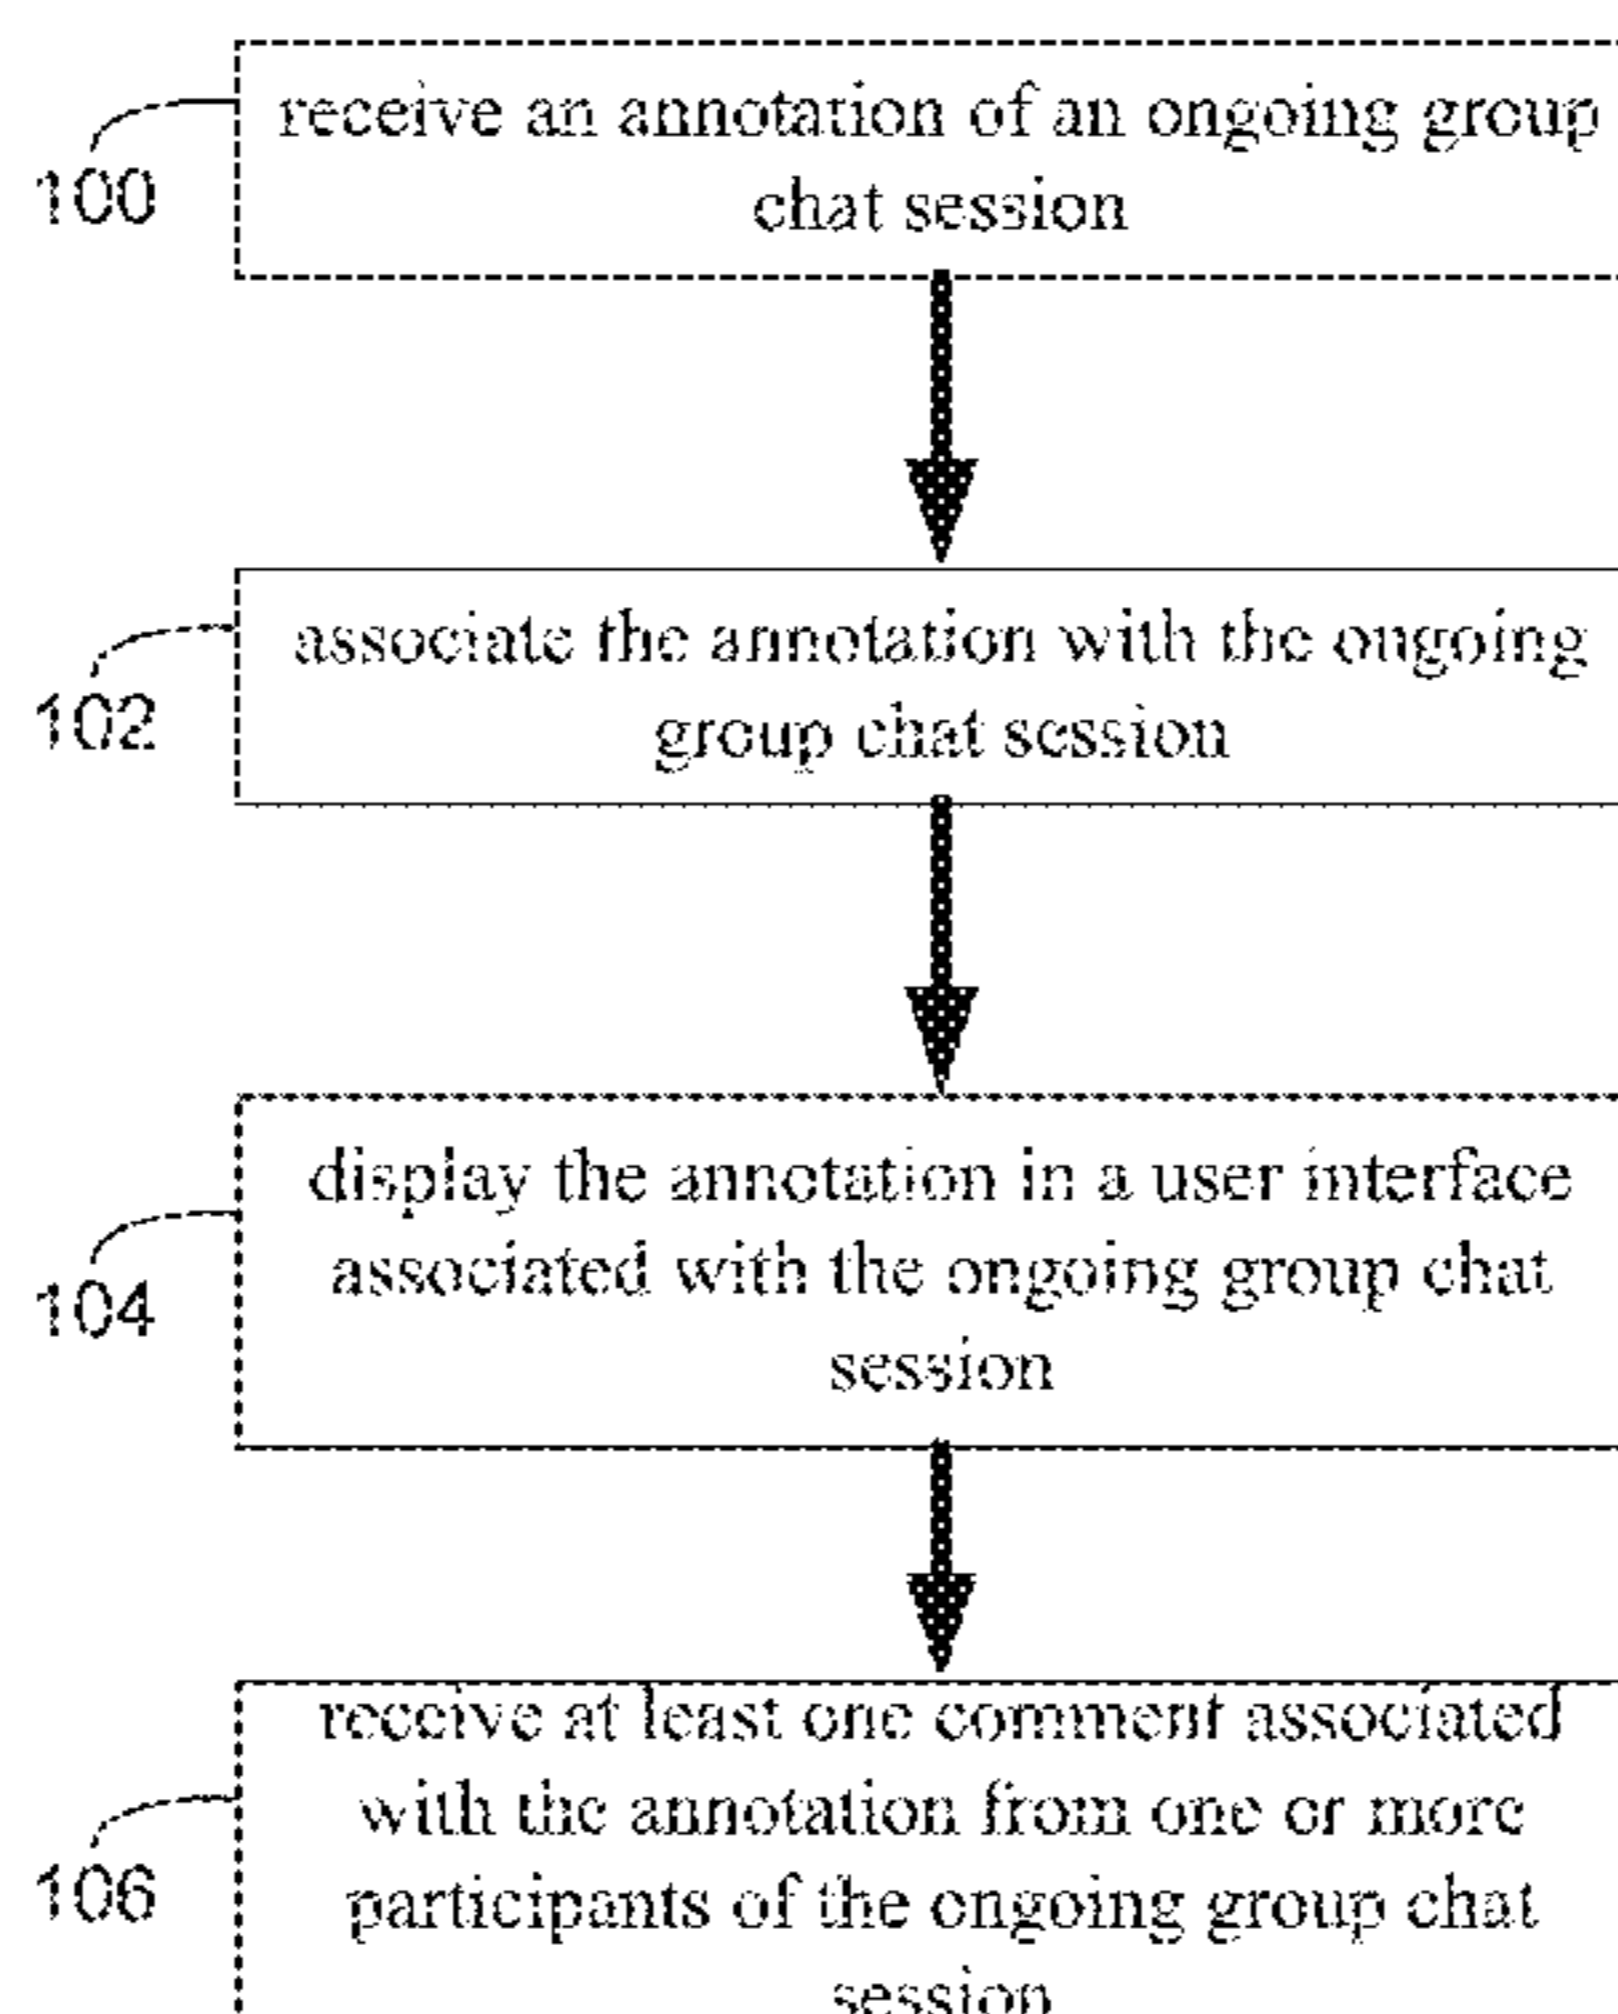 receive an annotation of an ongoing group
chat session
100
associate the annotation with the ongoing
group chat session
102
display the annotation in a user interface
associated with the ongoing group chat
session
104
receive at least one comment associated
with the annotation from one or more
participants of the ongoing group chat
session
106